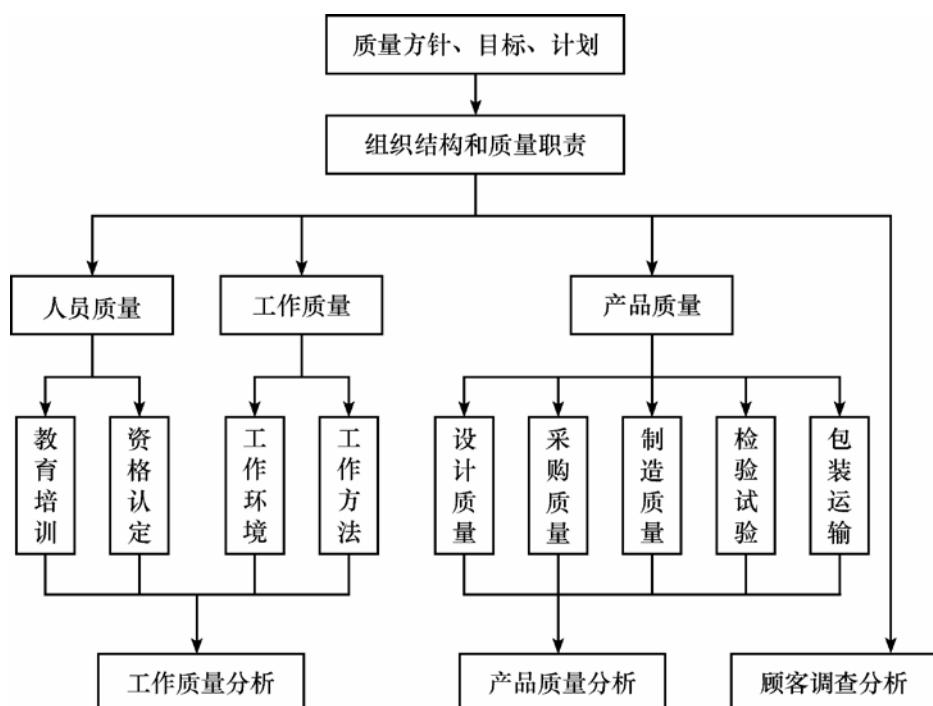 质量方针、目标、计划
组织结构和质量职责
人员质量
工作质量
产品质量
教育培训
资格认定
工作环境
工作方法
设计质量
采购质量
制造质量
检验试验
包装运输
工作质量分析
产品质量分析
顾客调查分析